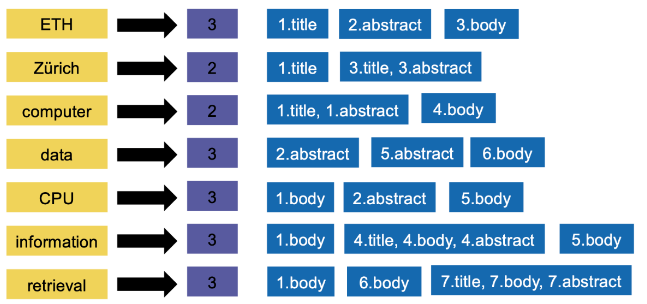 ETH 3 1.title 2.abstract 3.body
Zürich 2 1.title 3.title, 3.abstract
computer 2 1.title, 1.abstract 4.body
data 3 2.abstract 5.abstract 6.body
CPU 3 1.body 2.abstract 5.body
information 3 1.body 4.title, 4.body, 4.abstract 5.body
retrieval 3 1.body 6.body 7.title, 7.body, 7.abstract